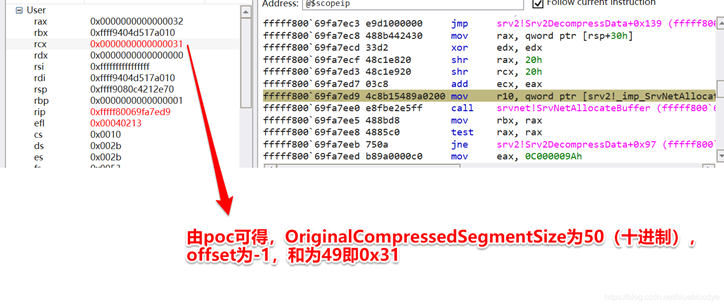 User
rax 0x0000000000000032
rbx 0xffff9404d517a010
rcx 0x0000000000000031
rdx 0x0000000000000000
rsi 0xffffffffffffffff
rdi 0xffff9404d517a010
rsp 0xffff9080c4212e70
rbp 0x0000000000000001
rip 0xfffff80069fa7ed9
efl 0x00040213
cs 0x0010
ds 0x002b
es 0x002b
Address: @$scopeip
Follow current instruction
fffff800`69fa7ec3 e9d1000000 jmp srv2!Srv2DecompressData+0x139 (fffff800`
fffff800`69fa7ec8 488b442430 mov rax, qword ptr [rsp+30h]
fffff800`69fa7ecd 33d2 xor edx, edx
fffff800`69fa7ecf 48c1e820 shr rax, 20h
fffff800`69fa7ed3 48c1e920 shr rcx, 20h
fffff800`69fa7ed7 03c8 add ecx, eax
fffff800`69fa7ed9 4c8b15489a0200 mov r10, qword ptr [srv2!_imp_SrvNetAllocat
fffff800`69fa7ee0 e8fbe2e5ff call srvnet!SrvNetAllocateBuffer (fffff800`
fffff800`69fa7ee5 488bd8 mov rbx, rax
fffff800`69fa7ee8 4885c0 test rax, rax
fffff800`69fa7eeb 750a jne srv2!Srv2DecompressData+0x97 (fffff800`
fffff800`69fa7eed b89a0000c0 mov eax, 0C000009Ah
由poc可得，OriginalCompressedSegmentSize为50（十进制），
offset为-1，和为49即0x31